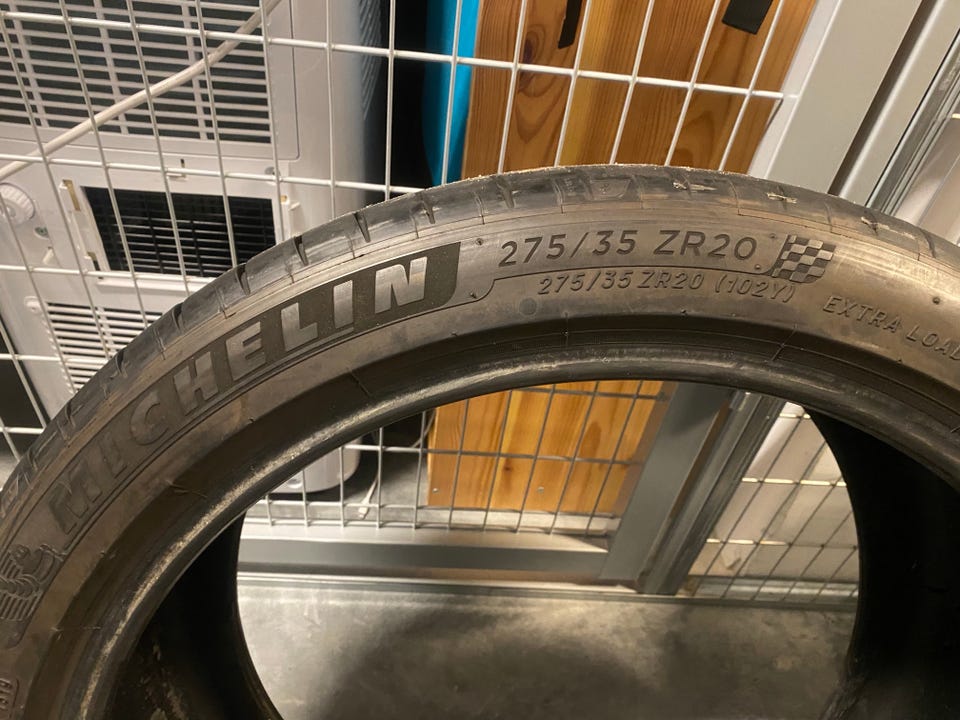 MICHELIN
275/35 ZR20
275/35 ZR20 (102Y)
EXTRA LOAD